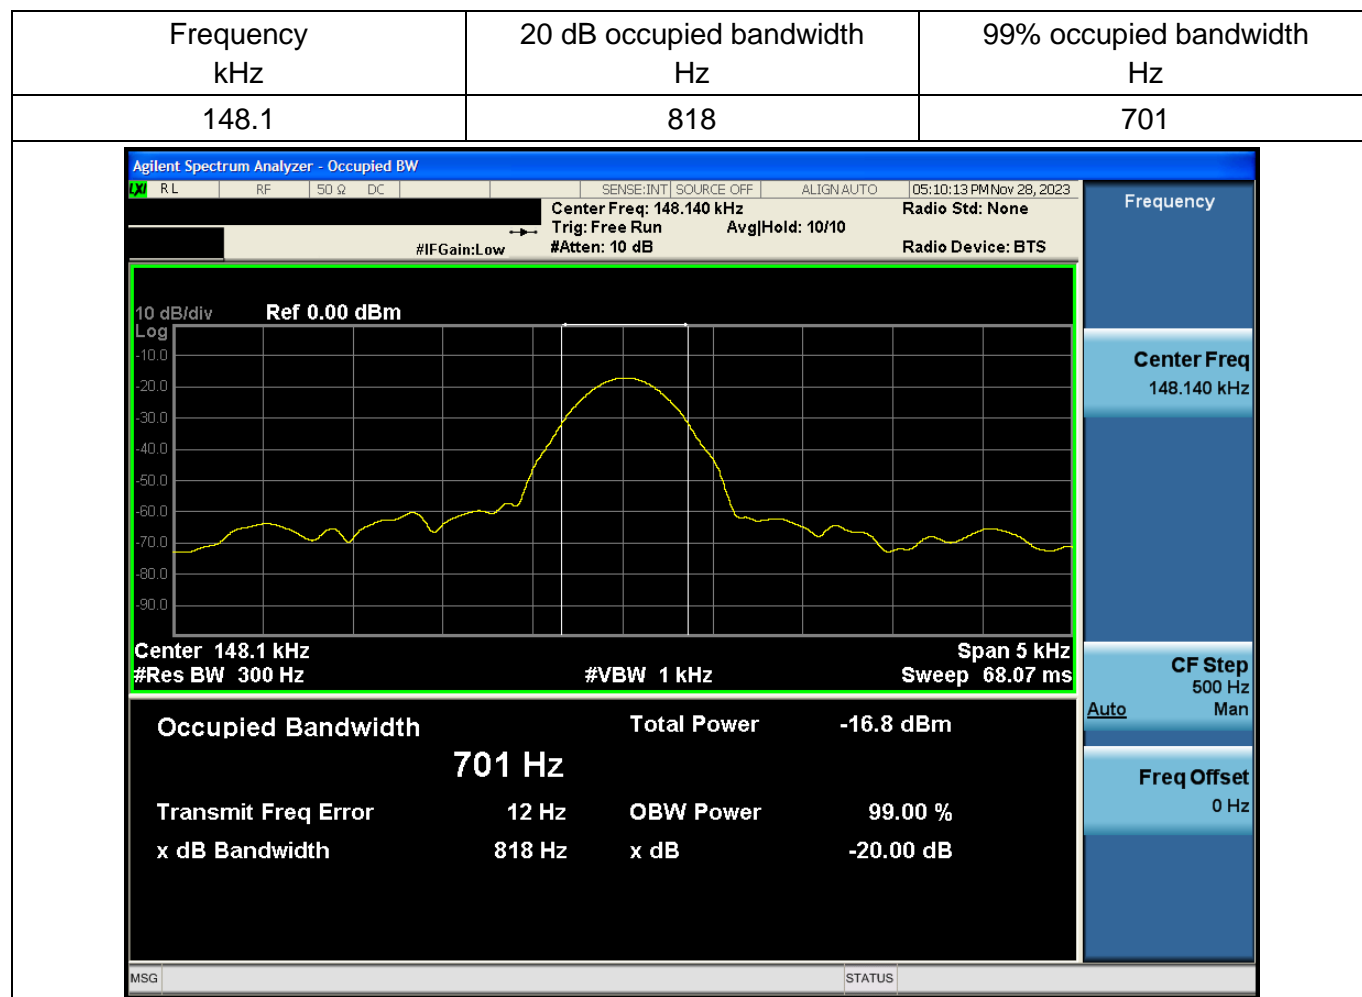 Frequency
kHz
20 dB occupied bandwidth
Hz
99% occupied bandwidth
Hz
148.1
818
701
Agilent Spectrum Analyzer - Occupied BW
LXI RL RF 50 Ω DC SENSE:INT SOURCE OFF ALIGN AUTO 05:10:13 PM Nov 28, 2023
Center Freq: 148.140 kHz
Radio Std: None
Trig: Free Run Avg|Hold: 10/10
#IFGain:Low #Atten: 10 dB
Radio Device: BTS
10 dB/div Ref 0.00 dBm
Log
-10.0
-20.0
-30.0
-40.0
-50.0
-60.0
-70.0
-80.0
-90.0
Center 148.1 kHz Span 5 kHz
#Res BW 300 Hz #VBW 1 kHz Sweep 68.07 ms
Occupied Bandwidth Total Power -16.8 dBm
701 Hz
Transmit Freq Error 12 Hz OBW Power 99.00 %
x dB Bandwidth 818 Hz x dB -20.00 dB
Frequency
Center Freq
148.140 kHz
CF Step
500 Hz
Auto Man
Freq Offset
0 Hz
MSG STATUS